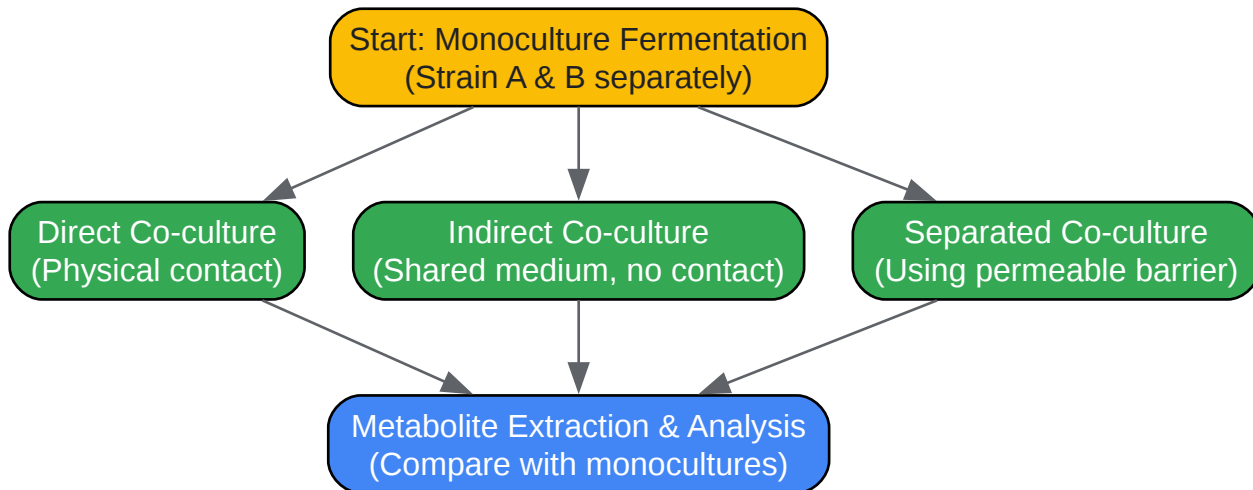 Start: Monoculture Fermentation
(Strain A & B separately)
Direct Co-culture
(Physical contact)
Indirect Co-culture
(Shared medium, no contact)
Separated Co-culture
(Using permeable barrier)
Metabolite Extraction & Analysis
(Compare with monocultures)